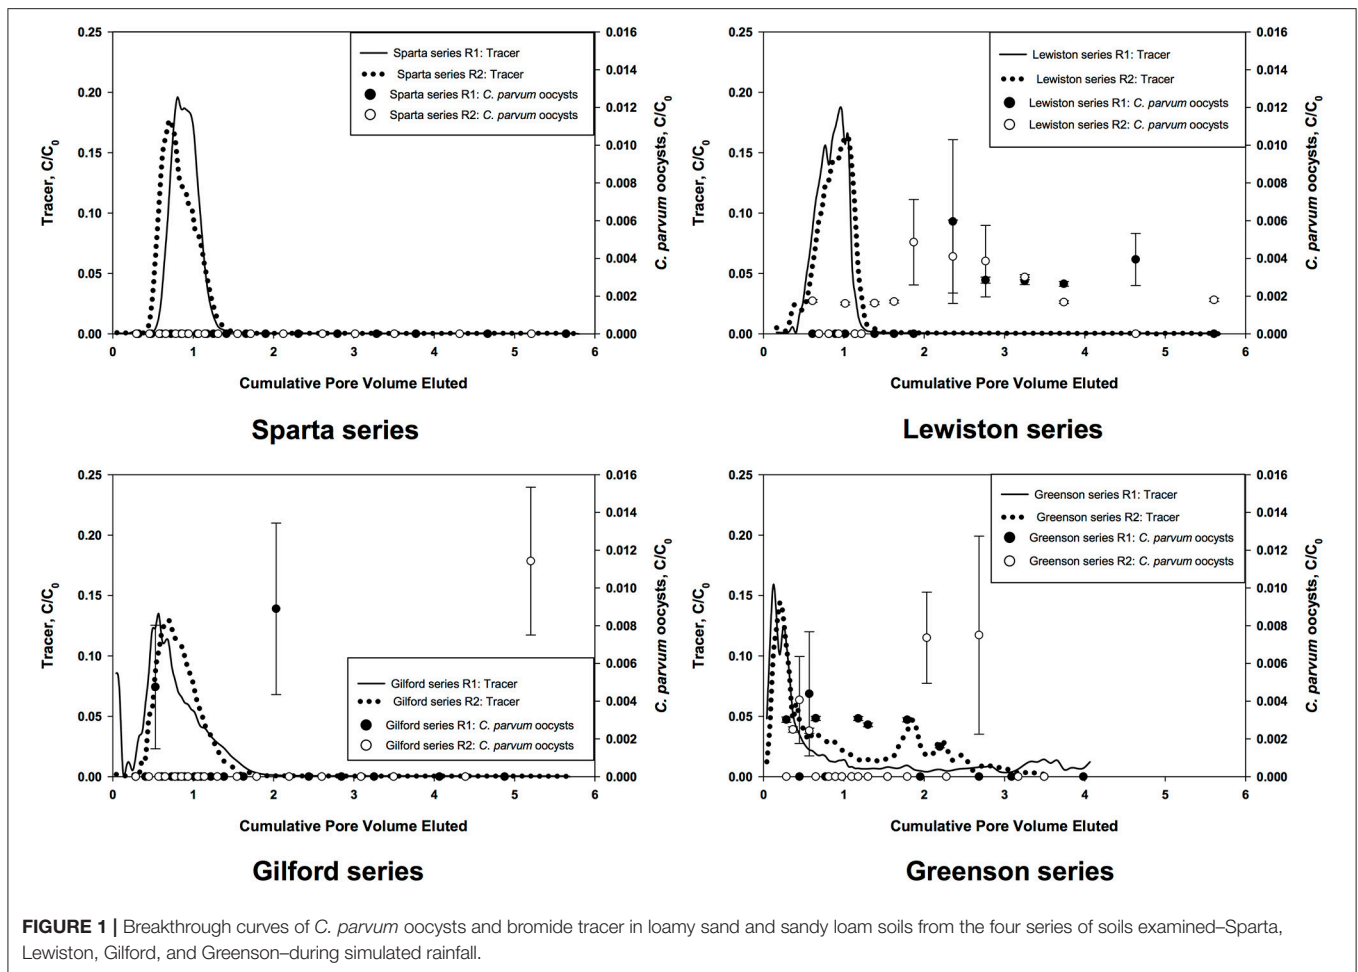 0.25
0.20
0.15
0.10
0.05
0.00
Tracer, C/C0
0.016
0.014
0.012
0.010
0.008
0.006
0.004
0.002
0.000
C. parvum oocysts, C/C0
Sparta series R1: Tracer
Sparta series R2: Tracer
Sparta series R1: C. parvum oocysts
Sparta series R2: C. parvum oocysts
0 1 2 3 4 5 6
Cumulative Pore Volume Eluted
Sparta series
0.25
0.20
0.15
0.10
0.05
0.00
Tracer, C/C0
0.016
0.014
0.012
0.010
0.008
0.006
0.004
0.002
0.000
C. parvum oocysts, C/C0
Lewiston series R1: Tracer
Lewiston series R2: Tracer
Lewiston series R1: C. parvum oocysts
Lewiston series R2: C. parvum oocysts
0 1 2 3 4 5 6
Cumulative Pore Volume Eluted
Lewiston series
0.25
0.20
0.15
0.10
0.05
0.00
Tracer, C/C0
0.016
0.014
0.012
0.010
0.008
0.006
0.004
0.002
0.000
C. parvum oocysts, C/C0
Gilford series R1: Tracer
Gilford series R2: Tracer
Gilford series R1: C. parvum oocysts
Gilford series R2: C. parvum oocysts
0 1 2 3 4 5 6
Cumulative Pore Volume Eluted
Gilford series
0.25
0.20
0.15
0.10
0.05
0.00
Tracer, C/C0
0.016
0.014
0.012
0.010
0.008
0.006
0.004
0.002
0.000
C. parvum oocysts, C/C0
Greenson series R1: Tracer
Greenson series R2: Tracer
Greenson series R1: C. parvum oocysts
Greenson series R2: C. parvum oocysts
0 1 2 3 4 5 6
Cumulative Pore Volume Eluted
Greenson series
FIGURE 1 | Breakthrough curves of C. parvum oocysts and bromide tracer in loamy sand and sandy loam soils from the four series of soils examined–Sparta,
Lewiston, Gilford, and Greenson–during simulated rainfall.